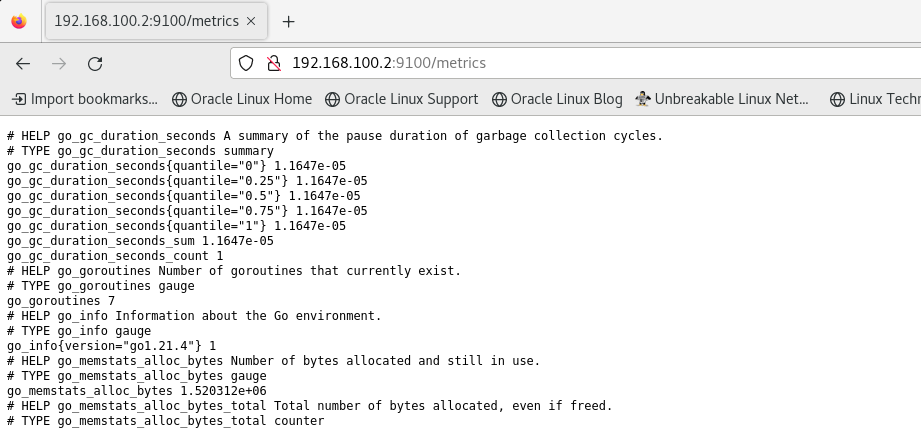 192.168.100.2:9100/metrics
192.168.100.2:9100/metrics
Import bookmarks... Oracle Linux Home Oracle Linux Support Oracle Linux Blog Unbreakable Linux Net... Linux Techn
# HELP go_gc_duration_seconds A summary of the pause duration of garbage collection cycles.
# TYPE go_gc_duration_seconds summary
go_gc_duration_seconds{quantile="0"} 1.1647e-05
go_gc_duration_seconds{quantile="0.25"} 1.1647e-05
go_gc_duration_seconds{quantile="0.5"} 1.1647e-05
go_gc_duration_seconds{quantile="0.75"} 1.1647e-05
go_gc_duration_seconds{quantile="1"} 1.1647e-05
go_gc_duration_seconds_sum 1.1647e-05
go_gc_duration_seconds_count 1
# HELP go_goroutines Number of goroutines that currently exist.
# TYPE go_goroutines gauge
go_goroutines 7
# HELP go_info Information about the Go environment.
# TYPE go_info gauge
go_info{version="go1.21.4"} 1
# HELP go_memstats_alloc_bytes Number of bytes allocated and still in use.
# TYPE go_memstats_alloc_bytes gauge
go_memstats_alloc_bytes 1.520312e+06
# HELP go_memstats_alloc_bytes_total Total number of bytes allocated, even if freed.
# TYPE go_memstats_alloc_bytes_total counter